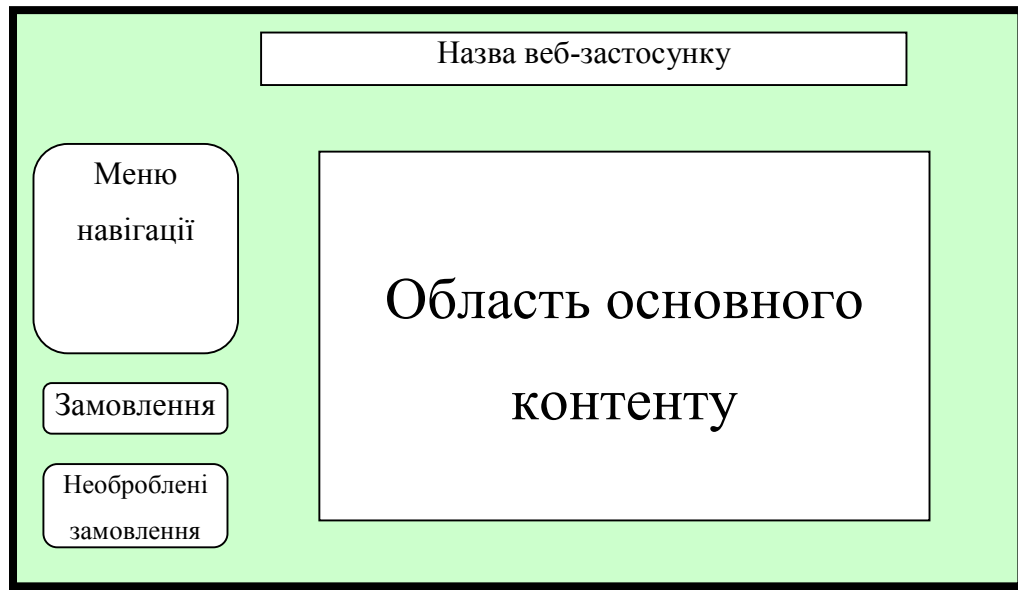 Назва веб-застосунку
Меню
навігації
Область основного
контенту
Замовлення
Необроблені
замовлення